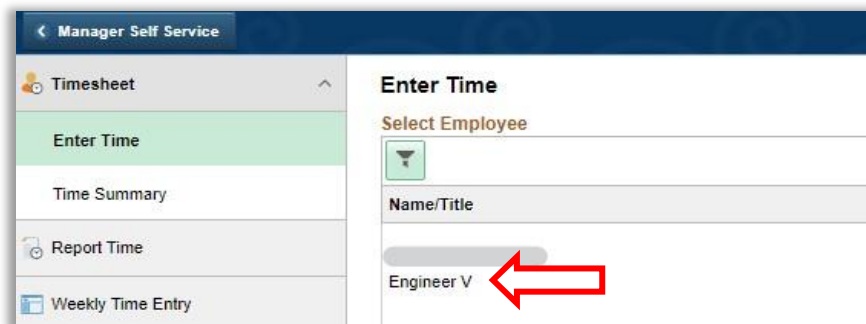 Manager Self Service
Timesheet
Enter Time
Time Summary
Report Time
Weekly Time Entry
Enter Time
Select Employee
Name/Title
Engineer V